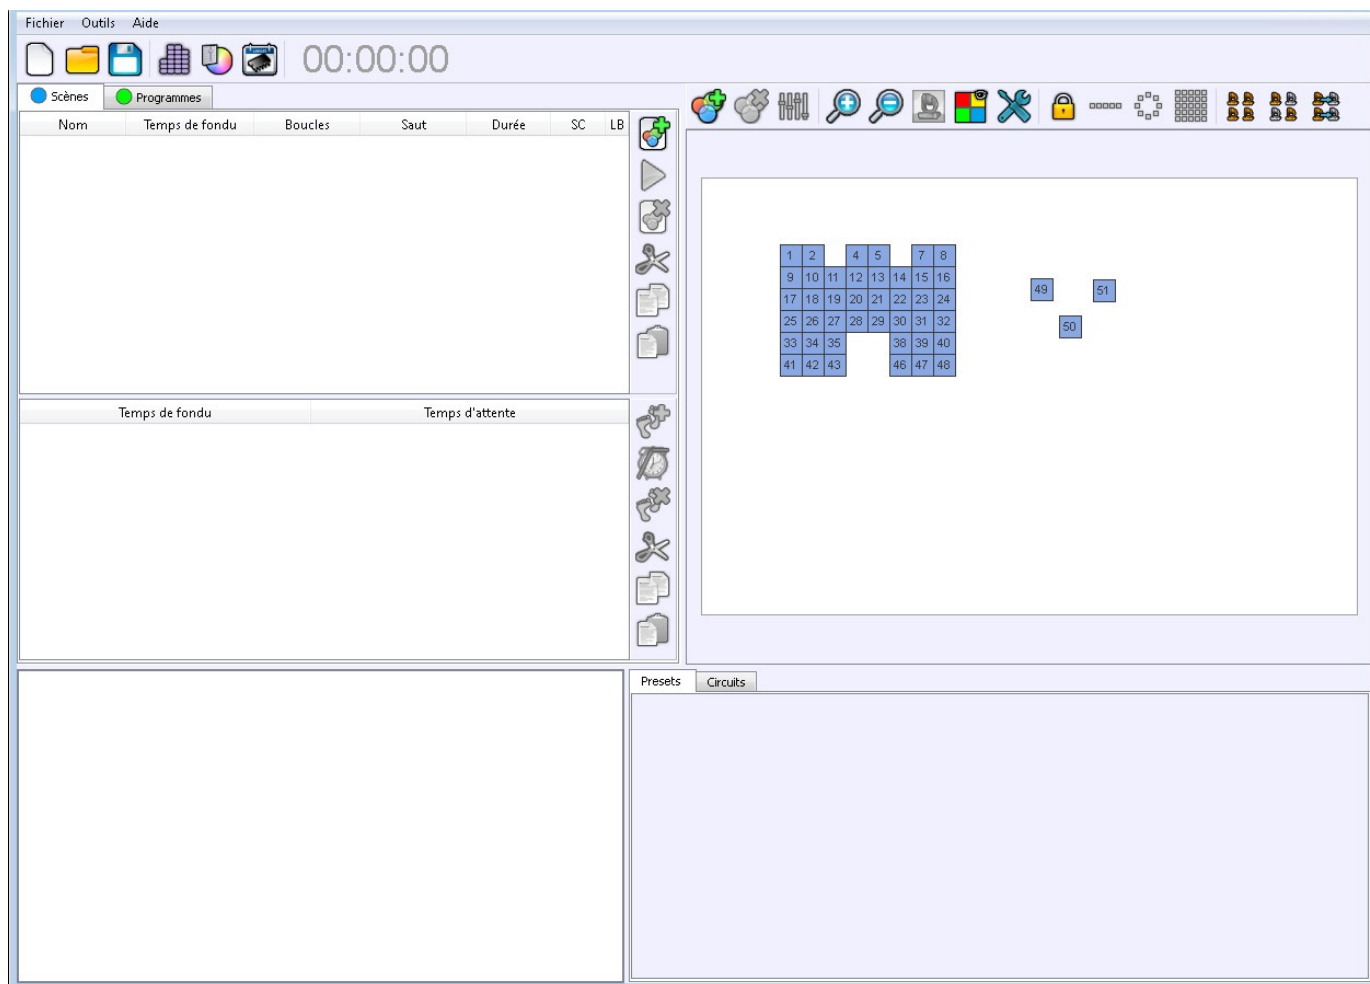 Fichier Outils Aide
00:00:00
Scènes Programmes
Nom Temps de fondu Boucles Saut Durée SC LB
1 2 4 5 7 8
9 10 11 12 13 14 15 16
17 18 19 20 21 22 23 24
25 26 27 28 29 30 31 32
33 34 35 38 39 40
41 42 43 46 47 48
49 51
50
Temps de fondu Temps d'attente
Presets Circuits